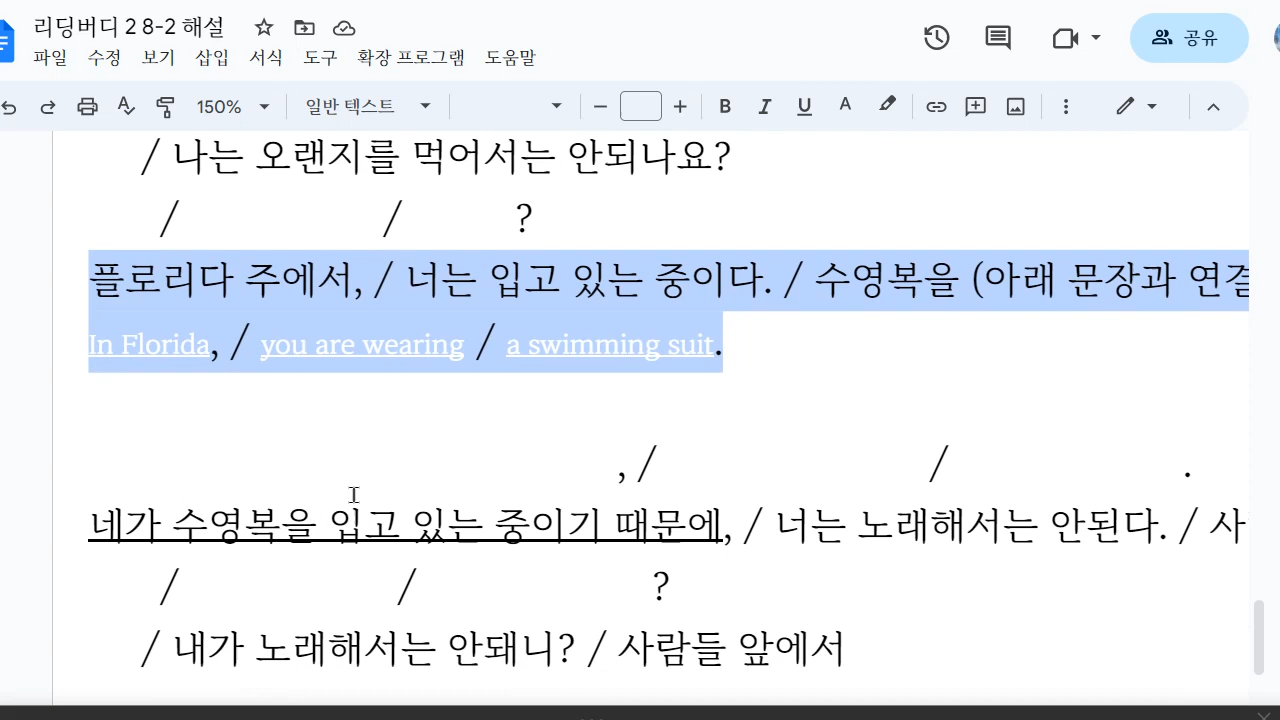 리딩버디 2 8-2 해설
파일 수정 보기 삽입 서식 도구 확장 프로그램 도움말
공유
150% 일반 텍스트 B I U A
/ 나는 오랜지를 먹어서는 안되나요?
/ / ?
플로리다 주에서, / 너는 입고 있는 중이다. / 수영복을 (아래 문장과 연결
In Florida, / you are wearing / a swimming suit.
, / / .
네가 수영복을 입고 있는 중이기 때문에, / 너는 노래해서는 안된다. / 사
/ / ?
/ 내가 노래해서는 안돼니? / 사람들 앞에서